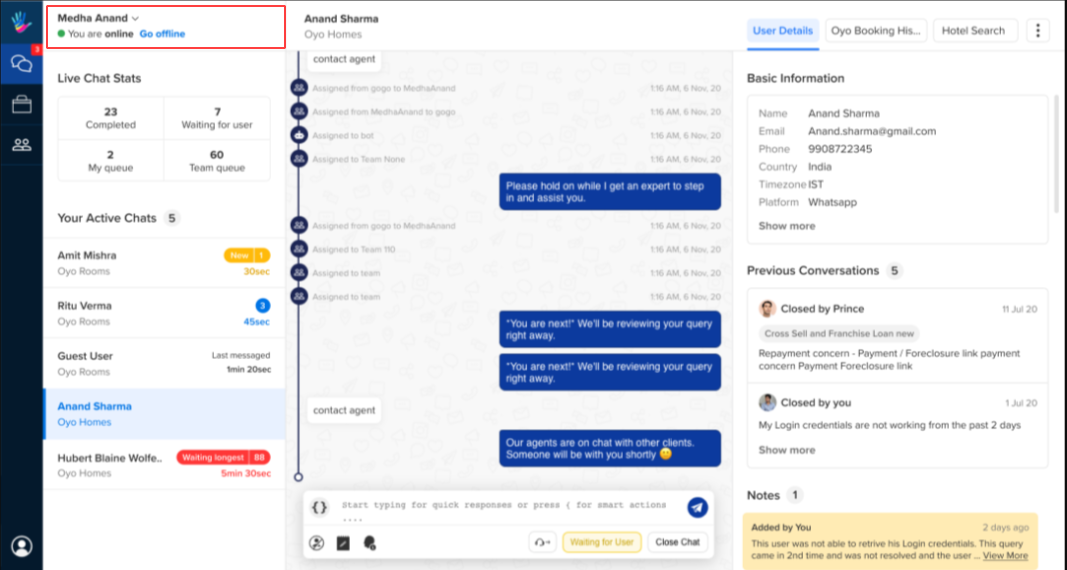 Medha Anand
You are online Go offline
3
Live Chat Stats
23
Completed
7
Waiting for user
2
My queue
60
Team queue
Your Active Chats 5
Amit Mishra
New 1
Oyo Rooms
30sec
Ritu Verma
3
Oyo Rooms
45sec
Guest User
Last messaged
Oyo Rooms
1min 20sec
Anand Sharma
Oyo Homes
Hubert Blaine Wolfe..
Waiting longest 88
Oyo Homes
5min 30sec
Anand Sharma
Oyo Homes
contact agent
Assigned from gogo to MedhaAnand 1:16 AM, 6 Nov, 20
Assigned from MedhaAnand to gogo 1:16 AM, 6 Nov, 20
Assigned to bot 1:16 AM, 6 Nov, 20
Assigned to Team None 1:16 AM, 6 Nov, 20
Please hold on while I get an expert to step
in and assist you.
Assigned from gogo to MedhaAnand 1:16 AM, 6 Nov, 20
Assigned to Team 110 1:16 AM, 6 Nov, 20
Assigned to team 1:16 AM, 6 Nov, 20
Assigned to team 1:16 AM, 6 Nov, 20
"You are next!" We'll be reviewing your query
right away.
"You are next!" We'll be reviewing your query
right away.
contact agent
Our agents are on chat with other clients.
Someone will be with you shortly 😊
{} Start typing for quick responses or press ( for smart actions
....
Waiting for User
Close Chat
User Details
Oyo Booking His...
Hotel Search
Basic Information
Name Anand Sharma
Email Anand.sharma@gmail.com
Phone 9908722345
Country India
Timezone IST
Platform Whatsapp
Show more
Previous Conversations 5
Closed by Prince 11 Jul 20
Cross Sell and Franchise Loan new
Repayment concern - Payment / Foreclosure link payment
concern Payment Foreclosure link
Closed by you 1 Jul 20
My Login credentials are not working from the past 2 days
Show more
Notes 1
Added by You 2 days ago
This user was not able to retrive his Login credentials. This query
came in 2nd time and was not resolved and the user ... View More